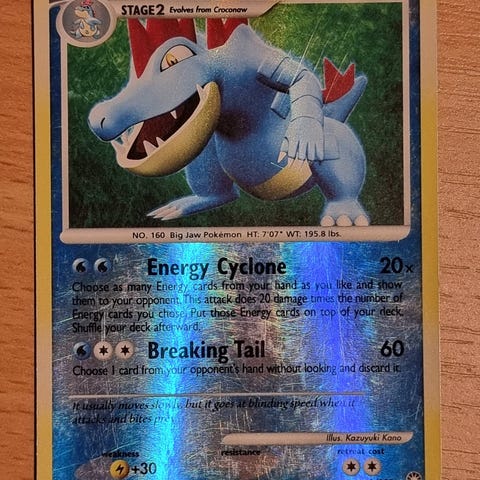 STAGE2 Evolves from Croconaw
NO. 160 Big Jaw Pokémon HT: 7'07" WT: 195.8 lbs.
Energy Cyclone 20x
Choose as many Energy cards from your hand as you like and show
them to your opponent. This attack does 20 damage times the number of
Energy cards you chose. Put those Energy cards on top of your deck.
Shuffle your deck afterward.
Breaking Tail 60
Choose 1 card from your opponent's hand without looking and discard it.
It usually moves slowly, but it goes at blinding speed when it
attacks and bites prey.
Illus. Kazuyuki Kano
weakness resistance retreat cost
+30